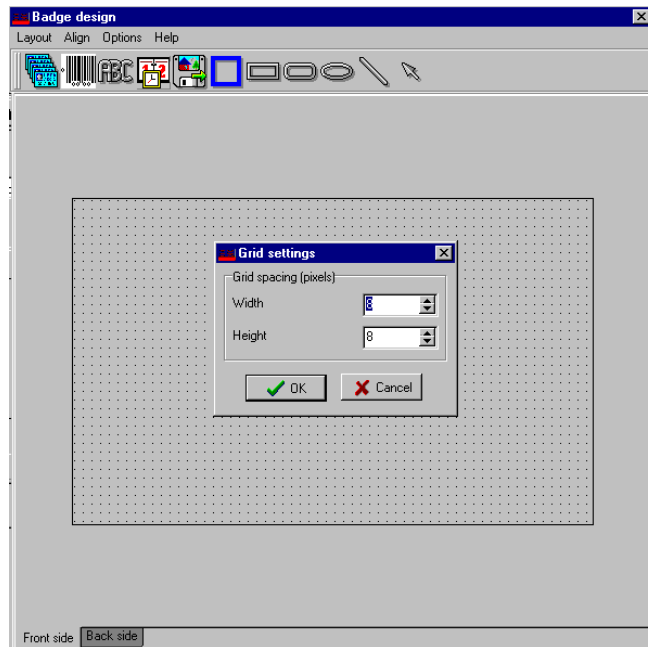 Badge design
Layout Align Options Help
ABC 12
Grid settings
Grid spacing (pixels)
Width 8
Height 8
OK Cancel
Front side Back side